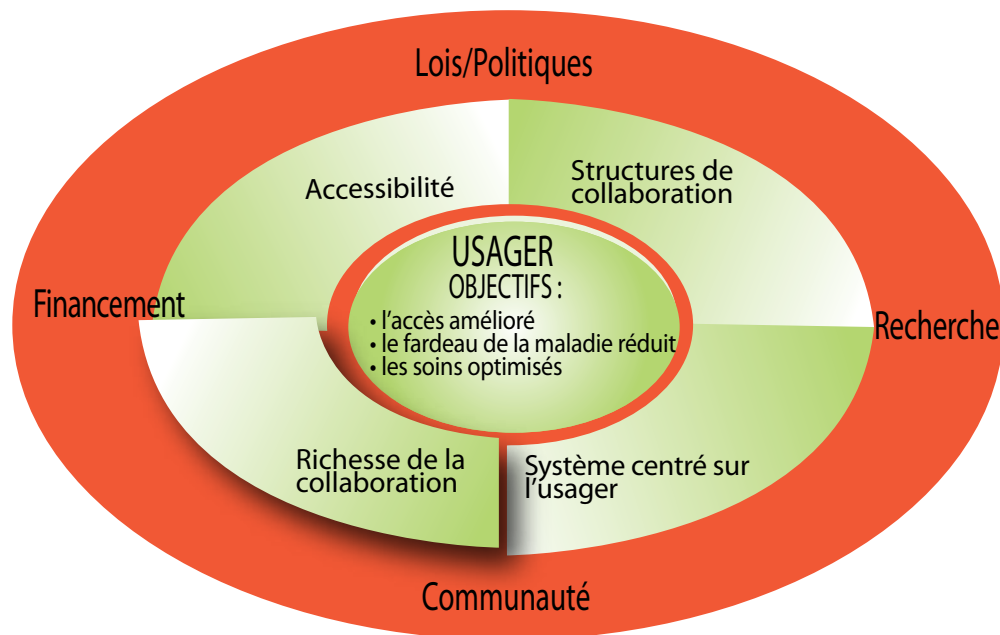 Lois/Politiques
Accessibilité
Structures de
collaboration
USAGER
OBJECTIFS :
• l'accès amélioré
• le fardeau de la maladie réduit
• les soins optimisés
Financement
Recherche
Richesse de la
collaboration
Système centré sur
l'usager
Communauté